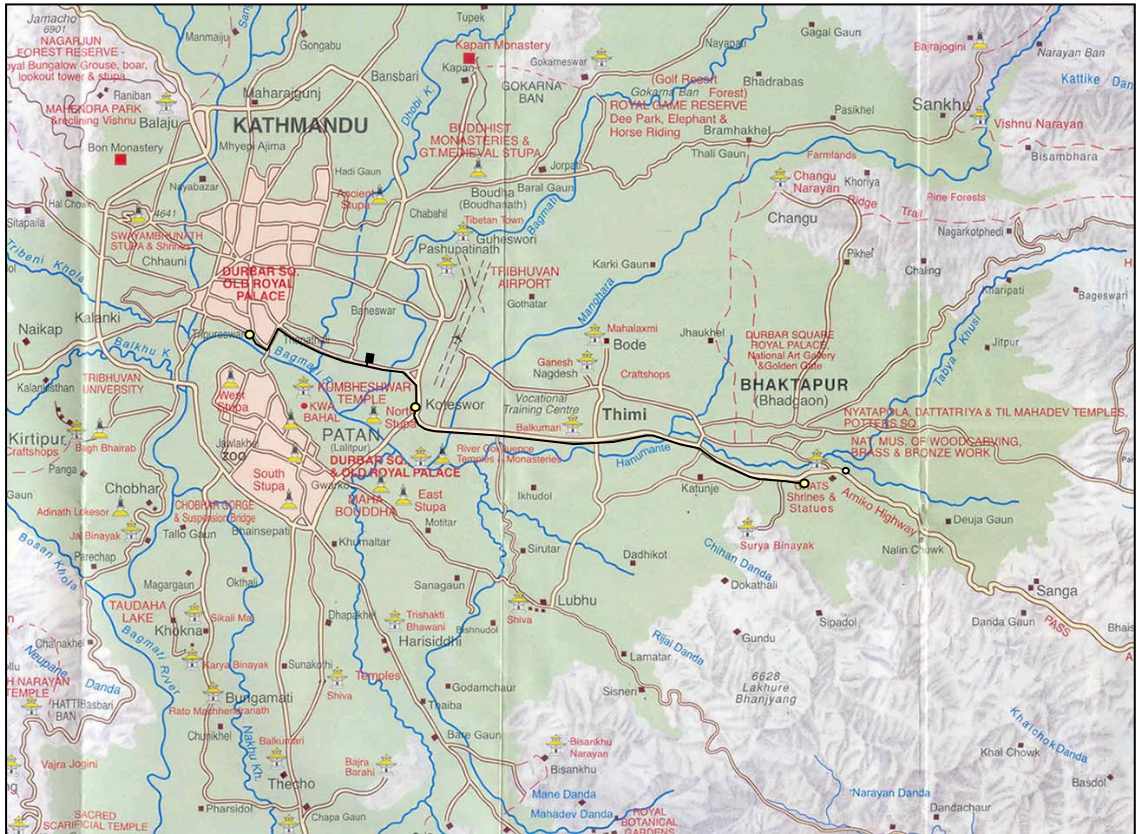 Jamacho
6901
NAGARJUN
FOREST RESERVE -
yal Bungalow Grouse, boar,
lookout tower & stupa
Manmaiju
Gongabu
Tupek
Kapan Monastery
Kapan
Gokarneswar
GOKARNA
BAN
Nayapati
Gagal Gaun
Bajrajogini
Narayan Ban
Kattike Dan
Bansbari
Dhobi K.
(Golf Resort
Forest)
Gokarna Ban
Bhadrabas
ROYAL GAME RESERVE
Dee Park, Elephant &
Horse Riding
Pasikhel
Sankhu
Vishnu Narayan
Raniban
MAHENDRA PARK
& reclining Vishnu
Balaju
Maharajgunj
KATHMANDU
Mhyepi Ajima
Bon Monastery
BUDDHIST
MONASTERIES &
GT.MEDIEVAL STUPA
Bramhakhel
Thali Gaun
Bisambhara
Farmlands
Hadi Gaun
Jorpati
Nayabazar
Ancient
Stupa
Boudha
(Boudhanath)
Baral Gaun
Changu
Narayan
Khoriya
Ridge
Trail
Pine Forests
Hal Chowk
Sitapaila
4641
SWAYAMBHUNATH
STUPA & Shrines
Chhauni
Chabahil
Tibetan Town
Bagmati
Guheswori
Pashupatinath
Changu
Nagarkotphedi
Tribeni Khola
DURBAR SQ.
OLD ROYAL
PALACE
TRIBHUVAN
AIRPORT
Karki Gaun
Pikhel
Chaling
Gothatar
Manohara
Kharipati
Bageswari
Kalanki
Naikap
Baneswar
Tripureswar
Thapathali
Balkhu K.
Bagmati R.
Mahalaxmi
Bode
Jhaukhel
DURBAR SQUARE
ROYAL PALACE,
National Art Gallery
& Golden Gate
Tabya Khusi
Jitpur
Kalanksthan
TRIBHUVAN
UNIVERSITY
West
Stupa
KUMBHESHWAR
TEMPLE
KWA
BAHAL
North
Stupa
Koteswor
Ganesh
Nagdesh
Craftshops
BHAKTAPUR
(Bhadgaon)
Vocational
Training Centre
Thimi
Balkumari
NYATAPOLA, DATTATRIYA & TIL MAHADEV TEMPLES,
POTTERS SQ.
NAT. MUS. OF WOODCARVING,
BRASS & BRONZE WORK
Kirtipur
Craftshops
Bagh Bhairab
Panga
Jawlakhel
ZOO
PATAN
(Lalitpur)
DURBAR SQ.
& OLD ROYAL PALACE
River Confluence
Temples & Monasteries
Hanumante
Gaun
Chobhar
Adinath Lokesor
CHOBHAR GORGE
& Suspension Bridge
South
Stupa
Gwarko
MAHA
BOUDDHA
East
Stupa
Ikhudol
Katunje
Shrines &
Statues
Arniko Highway
Deuja Gaun
Jal Binayak
Tallo Gaun
Bhainsepati
Motitar
Surya Binayak
Nalin Chowk
Bosan Khola
Parechap
Khumaltar
Sirutar
Dadhikot
Chihan Danda
Magargaun
Okthali
Sanagaun
Dokathali
Sanga
TAUDAHA
LAKE
Khokna
Sikali Mai
Dhapakhel
Trishakti
Bhawani
Harisiddhi
Lubhu
Shiva
Bishnudol
Sipadol
Danda Gaun
PASS
Bagmati River
Neupane
Danda
Karya Binayak
Sunakothi
Temples
Shiva
Rijal Danda
Gundu
Lamatar
H NARAYAN
TEMPLE
HATTIBan
Basbari
Bungamati
Rato Machhendranath
Godamchaur
Thaiba
Sisneri
6628
Lakhure
Bhanjyang
Chunikhel
Nakhu Kh.
Balkumari
Bare Gaun
Bisankhu
Narayan
Bisankhu
Khatchok Danda
Khal Chowk
Vajra Jogini
Thecho
Bajra
Barahi
Basdol
Pharsidol
Chapa Gaun
Mane Danda
Mahadev Danda
Narayan Danda
Dandachaur
SACRED
SCARIFICIAL TEMPLE
ROYAL
BOTANICAL
GARDENS